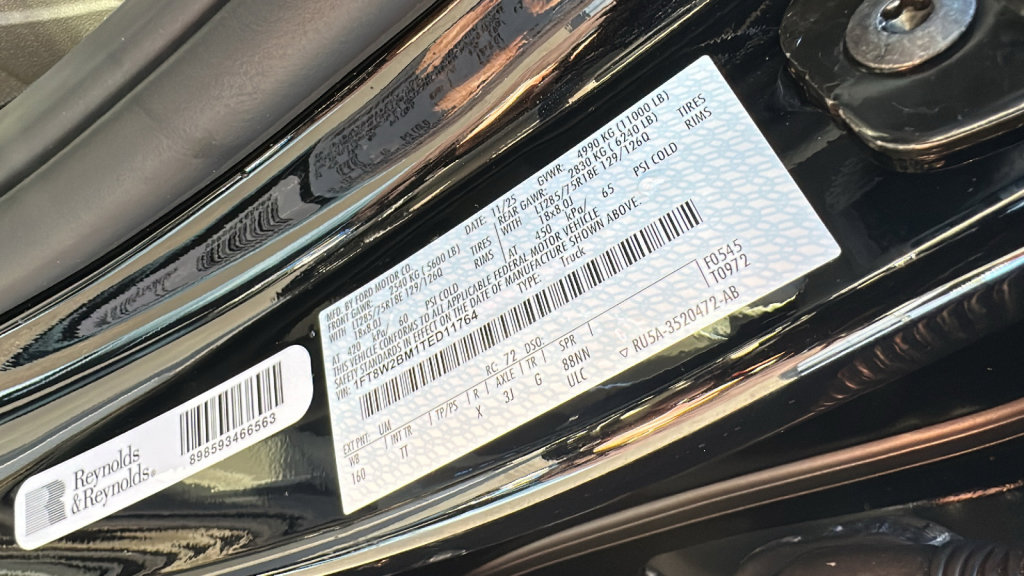 MFD. BY FORD MOTOR CO.
DATE: 11/25 GVWR: 4990 KG (11000 LB)
FRONT GAWR: 2540 KG ( 5600 LB) REAR GAWR: 2830 KG ( 6240 LB)
WITH LT285/75R18E 129/126Q TIRES WITH LT285/75R18E 129/126Q TIRES
18x8.0J RIMS 18x8.0J RIMS
PSI COLD AT 450 kPa/ 65 PSI COLD
THIS VEHICLE CONFORMS TO ALL APPLICABLE FEDERAL MOTOR VEHICLE
SAFETY STANDARDS IN EFFECT ON THE DATE OF MANUFACTURE SHOWN ABOVE.
VIN: 1FT8W2BM1TED11764
TYPE: Truck
EXT PNT: UM RC: 72 DSO: F0545
WB INT TR TP/PS R AXLE TR SPR T0972
160 TT X 3J G 88NN
ULC
▽ RU5A-3520472-AB
Reynolds
&Reynolds®
898593466563